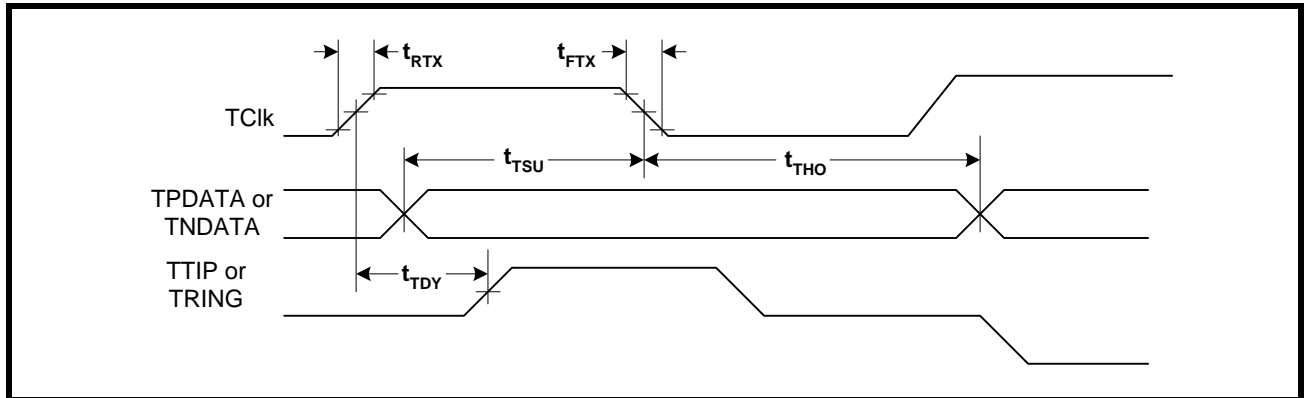 tRTX
tFTX
TClk
tTSU
tTHO
TPDATA or
TNDATA
TTIP or
TRING
tTDY